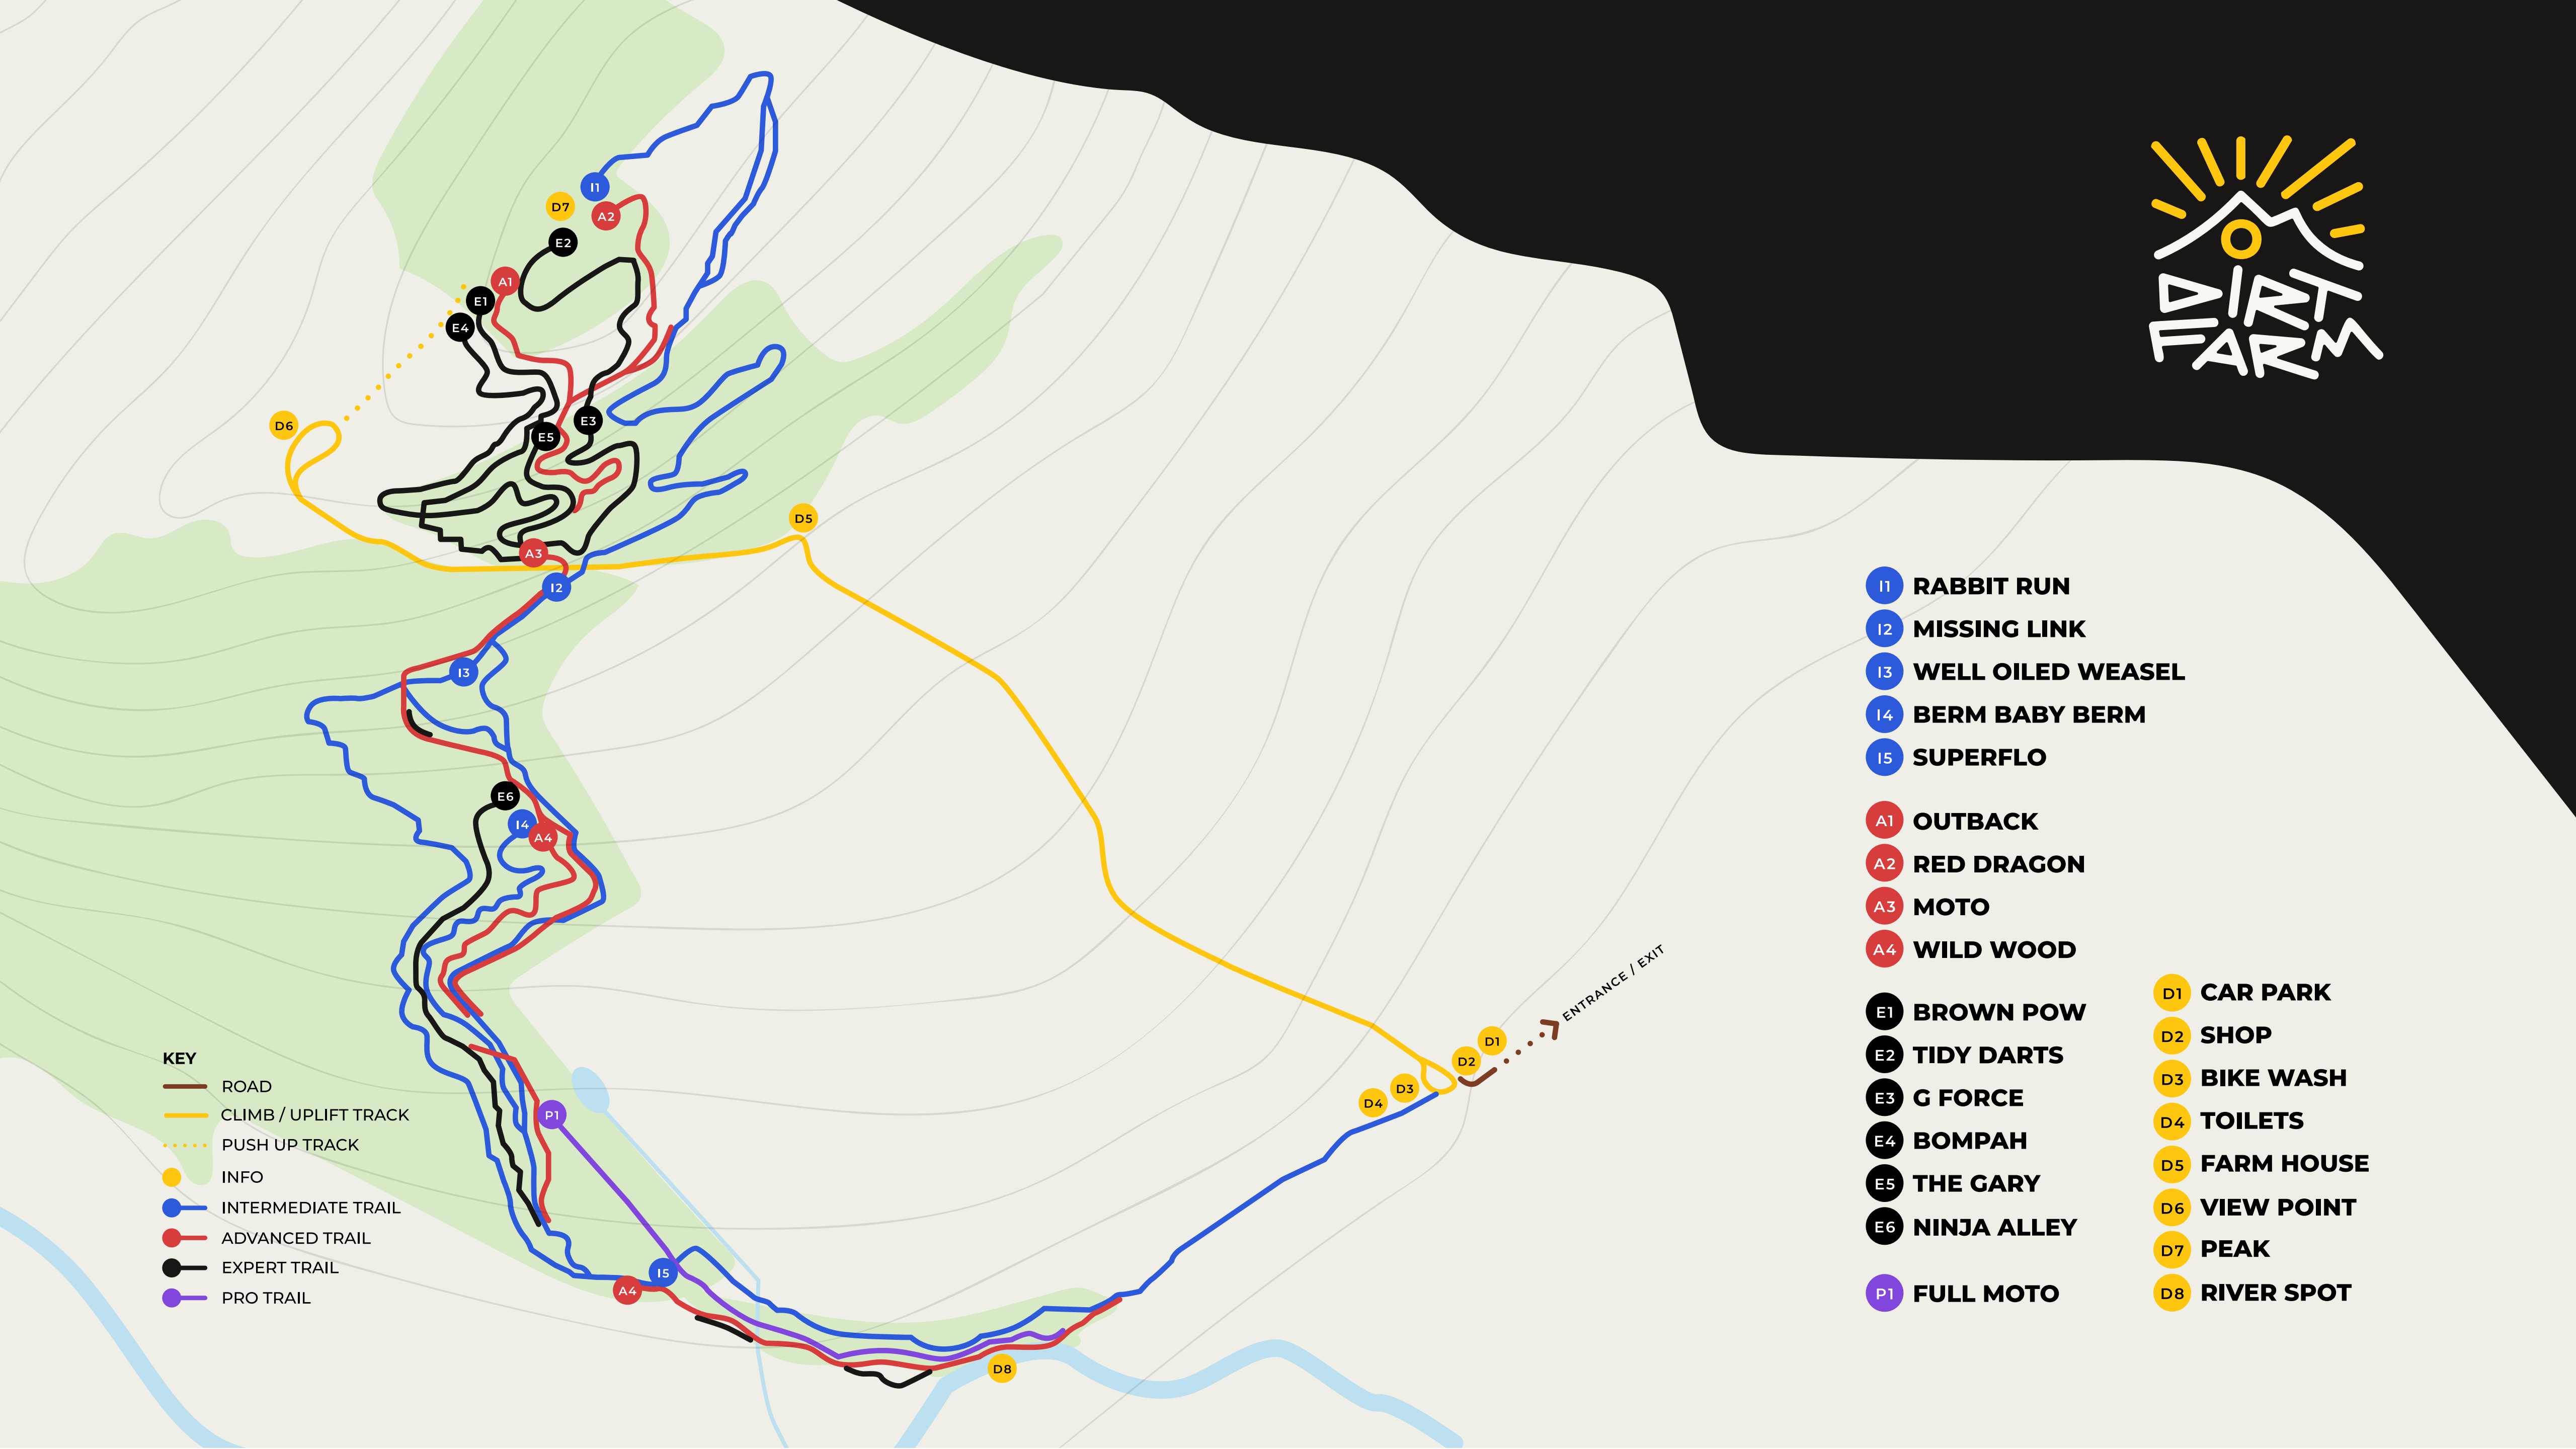 I1
D7
A2
E2
A1
E1
E4
D6
E3
E5
D5
A3
I2
I3
E6
I4
A4
P1
I5
A4
D8
D1
D2
D3
D4
ENTRANCE / EXIT
KEY
ROAD
CLIMB / UPLIFT TRACK
PUSH UP TRACK
INFO
INTERMEDIATE TRAIL
ADVANCED TRAIL
EXPERT TRAIL
PRO TRAIL
DIRT
FARM
I1 RABBIT RUN
I2 MISSING LINK
I3 WELL OILED WEASEL
I4 BERM BABY BERM
I5 SUPERFLO
A1 OUTBACK
A2 RED DRAGON
A3 MOTO
A4 WILD WOOD
E1 BROWN POW
E2 TIDY DARTS
E3 G FORCE
E4 BOMPAH
E5 THE GARY
E6 NINJA ALLEY
P1 FULL MOTO
D1 CAR PARK
D2 SHOP
D3 BIKE WASH
D4 TOILETS
D5 FARM HOUSE
D6 VIEW POINT
D7 PEAK
D8 RIVER SPOT